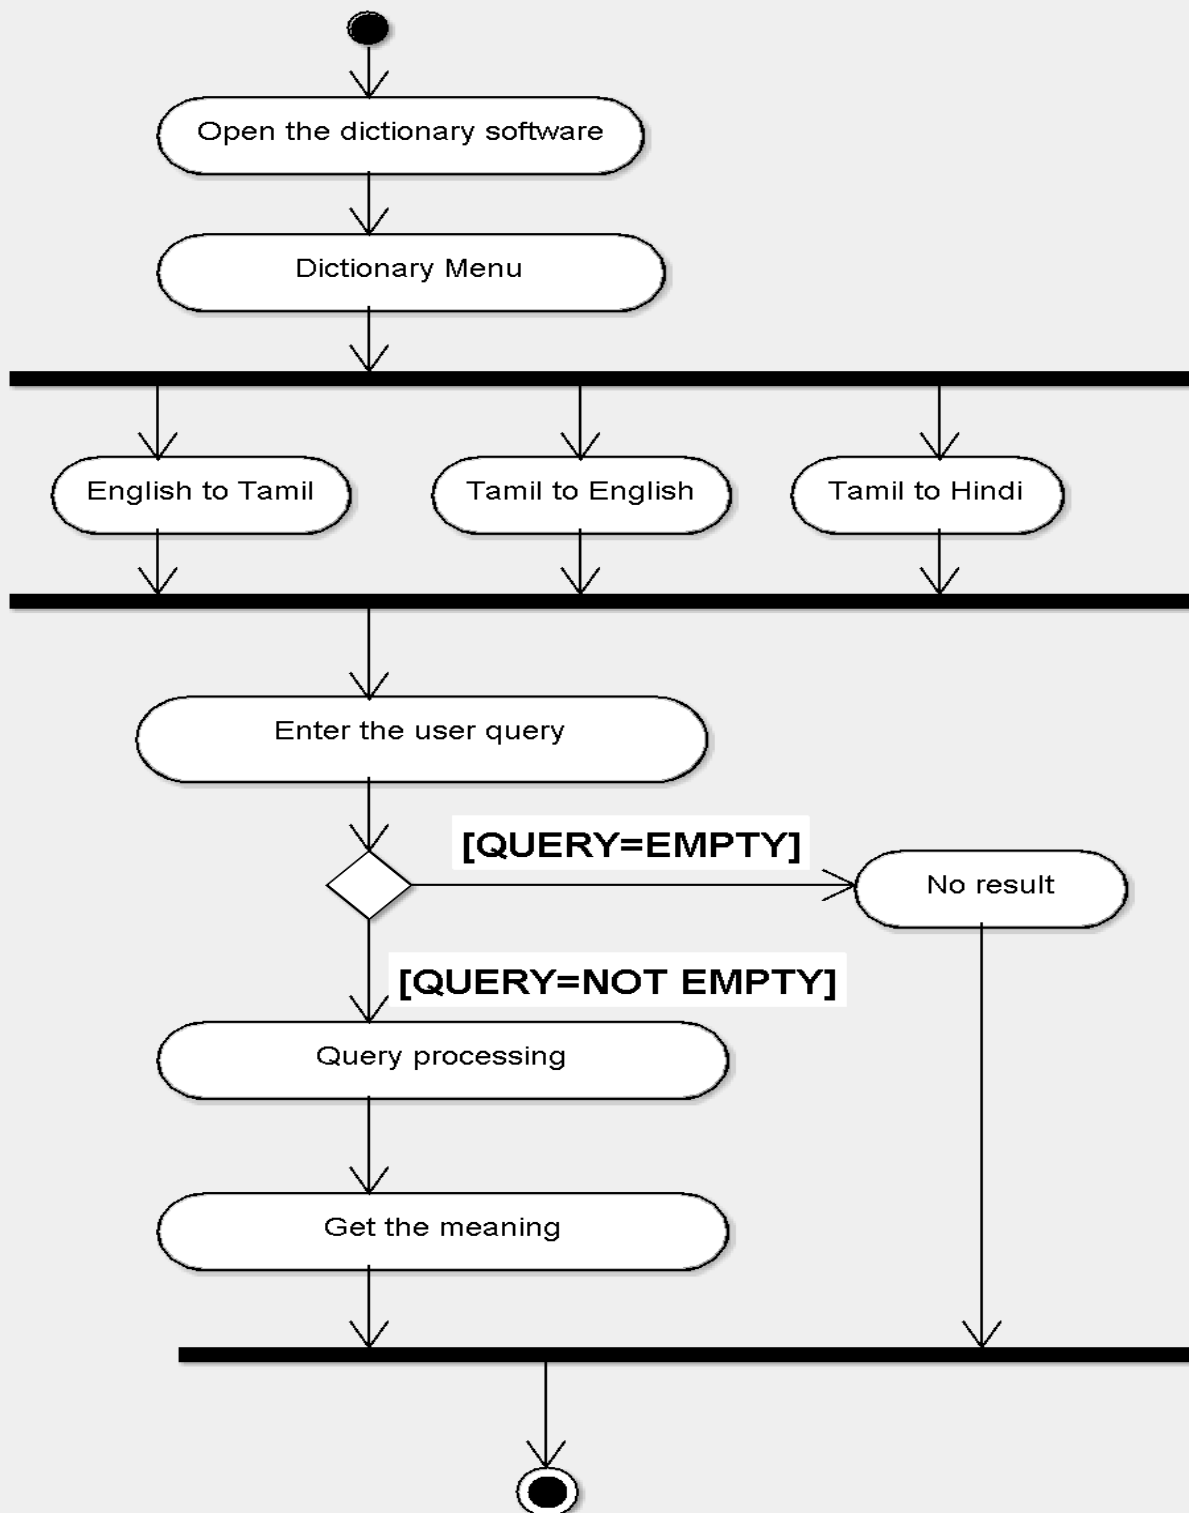 Open the dictionary software
Dictionary Menu
English to Tamil
Tamil to English
Tamil to Hindi
Enter the user query
[QUERY=EMPTY]
No result
[QUERY=NOT EMPTY]
Query processing
Get the meaning